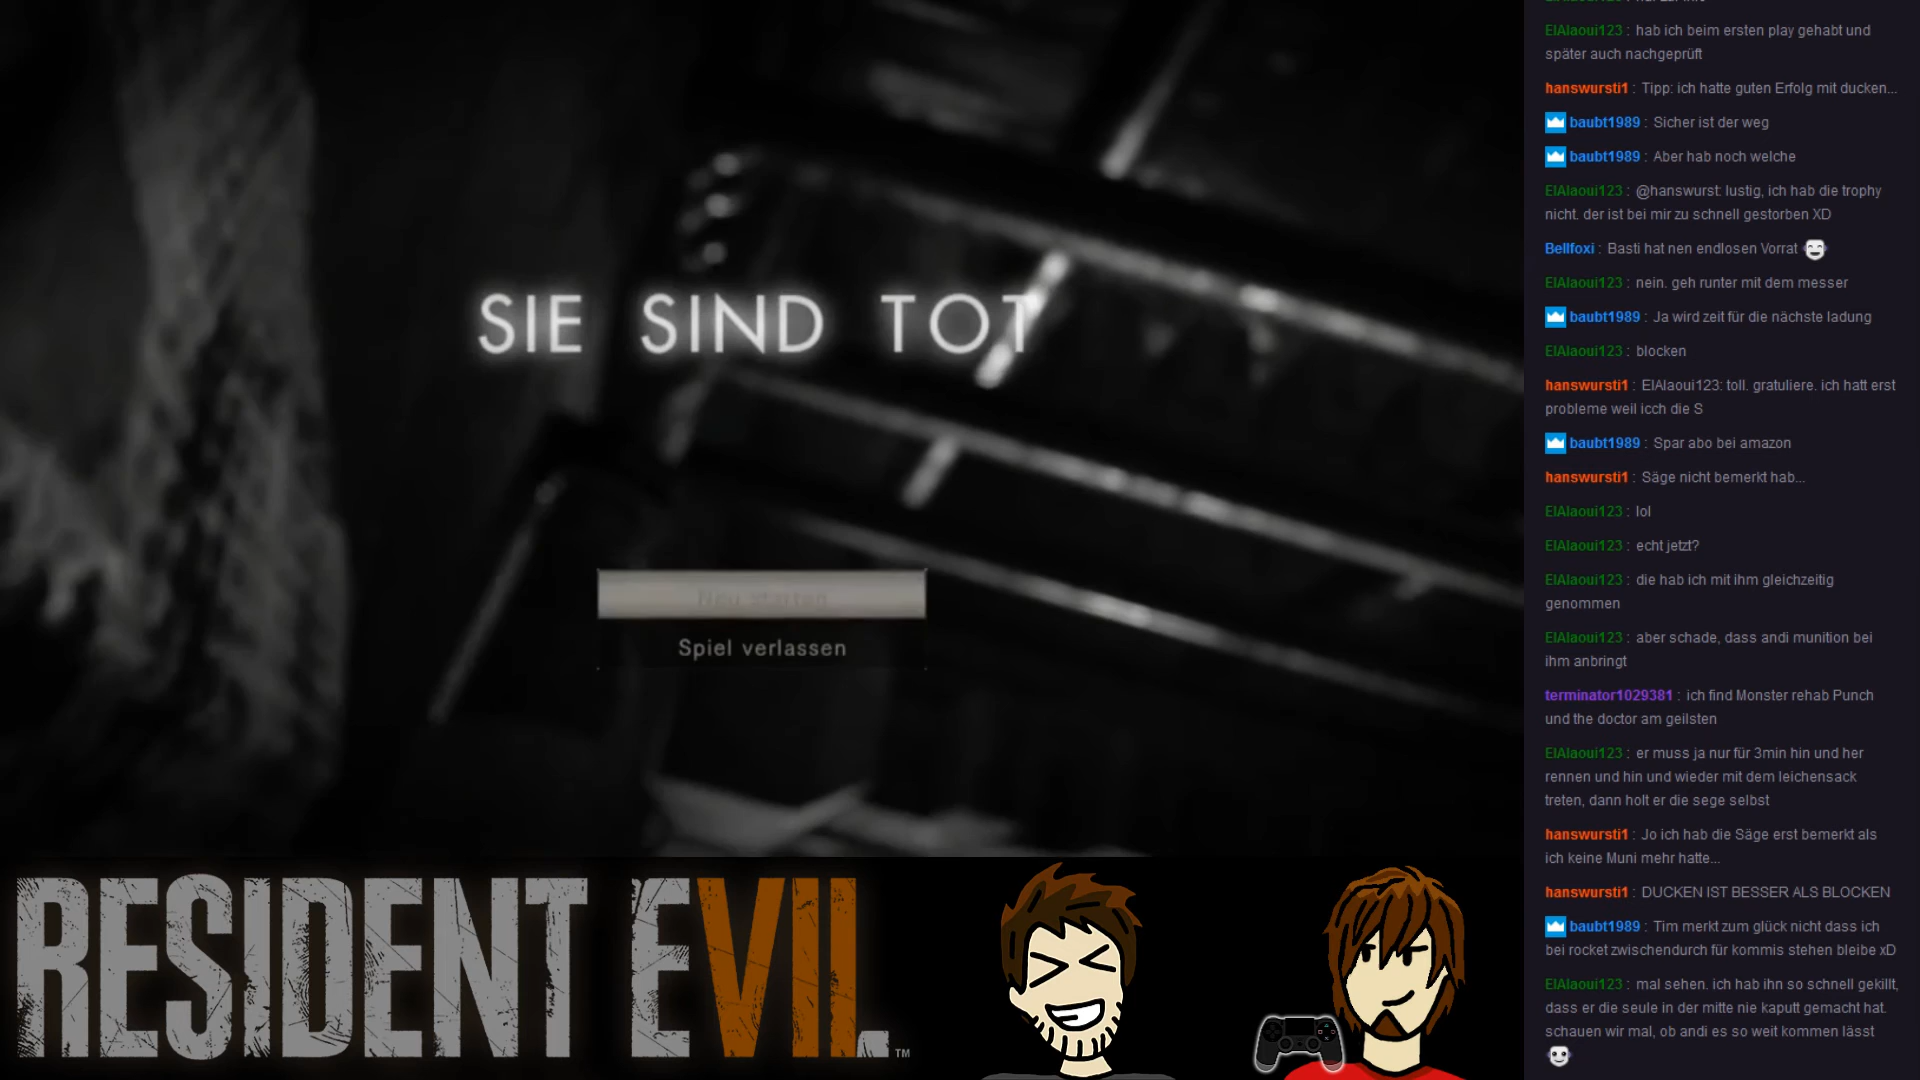 SIE SIND TOT
Neu starten
Spiel verlassen
RESIDENT EVII.
TM
ElAlaoui123 : hab ich beim ersten play gehabt und
später auch nachgeprüft
hanswursti1 : Tipp: ich hatte guten Erfolg mit ducken...
baubt1989 : Sicher ist der weg
baubt1989 : Aber hab noch welche
ElAlaoui123 : @hanswurst: lustig, ich hab die trophy
nicht. der ist bei mir zu schnell gestorben XD
Bellfoxi : Basti hat nen endlosen Vorrat
ElAlaoui123 : nein. geh runter mit dem messer
baubt1989 : Ja wird zeit für die nächste ladung
ElAlaoui123 : blocken
hanswursti1 : ElAlaoui123: toll. gratuliere. ich hatt erst
probleme weil icch die S
baubt1989 : Spar abo bei amazon
hanswursti1 : Säge nicht bemerkt hab...
ElAlaoui123 : lol
ElAlaoui123 : echt jetzt?
ElAlaoui123 : die hab ich mit ihm gleichzeitig
genommen
ElAlaoui123 : aber schade, dass andi munition bei
ihm anbringt
terminator1029381 : ich find Monster rehab Punch
und the doctor am geilsten
ElAlaoui123 : er muss ja nur für 3min hin und her
rennen und hin und wieder mit dem leichensack
treten, dann holt er die sege selbst
hanswursti1 : Jo ich hab die Säge erst bemerkt als
ich keine Muni mehr hatte...
hanswursti1 : DUCKEN IST BESSER ALS BLOCKEN
baubt1989 : Tim merkt zum glück nicht dass ich
bei rocket zwischendurch für kommis stehen bleibe xD
ElAlaoui123 : mal sehen. ich hab ihn so schnell gekillt,
dass er die seule in der mitte nie kaputt gemacht hat.
schauen wir mal, ob andi es so weit kommen lässt